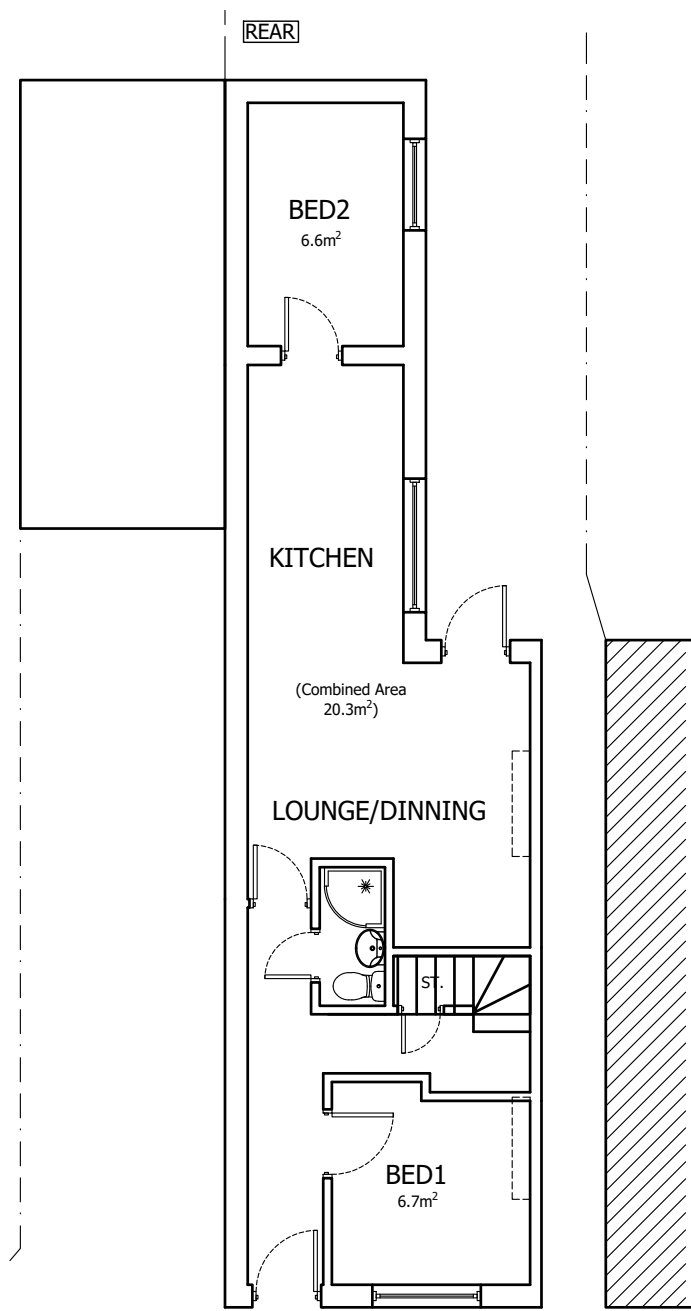 REAR
BED2
6.6m²
KITCHEN
(Combined Area
20.3m²)
LOUNGE/DINNING
ST.
BED1
6.7m²